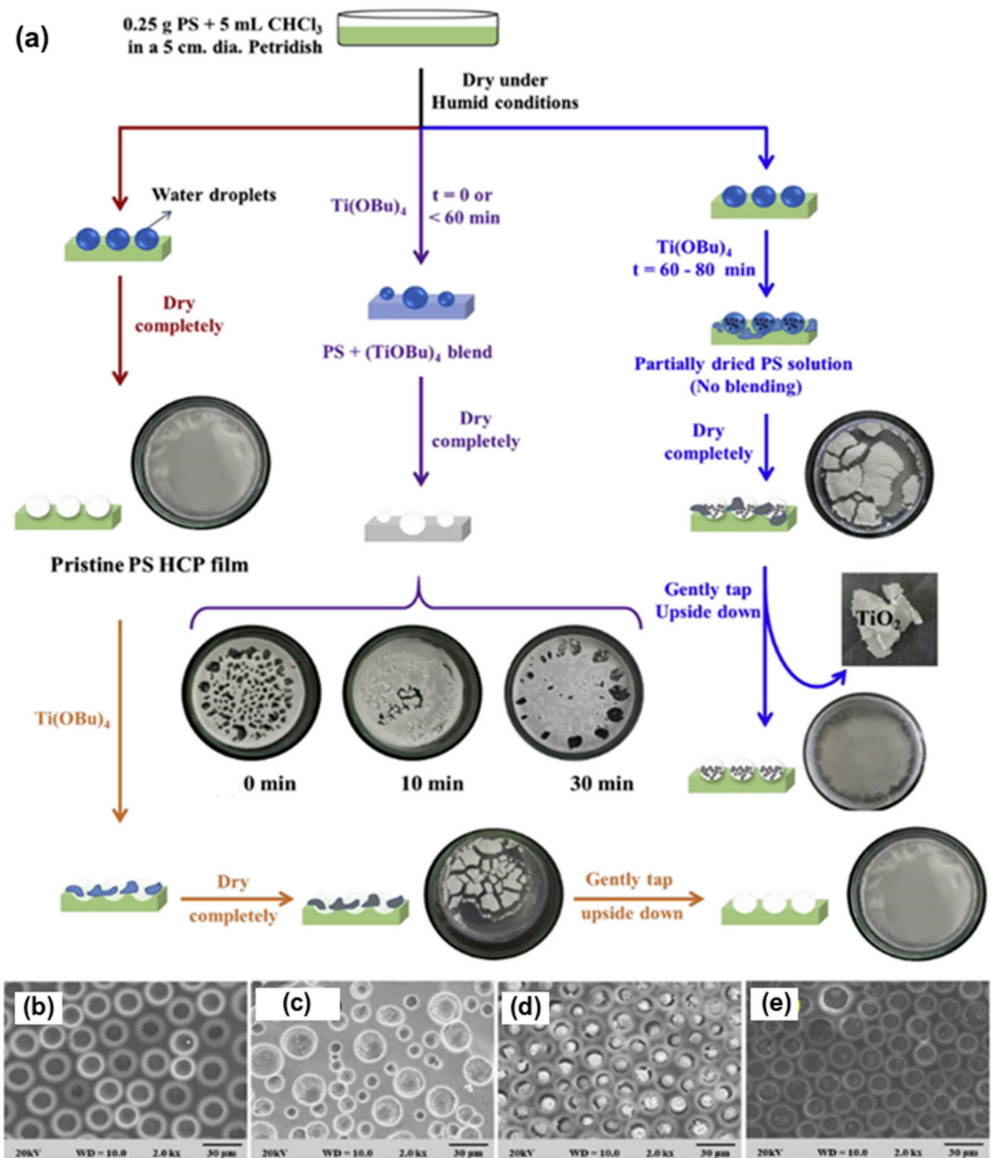 (a)
0.25 g PS + 5 mL CHCl₃
in a 5 cm. dia. Petridish
Dry under
Humid conditions
Water droplets
Ti(OBu)₄
t = 0 or
< 60 min
Ti(OBu)₄
t = 60 - 80 min
Dry
completely
PS + (TiOBu)₄ blend
Partially dried PS solution
(No blending)
Dry
completely
Dry
completely
Pristine PS HCP film
Gently tap
Upside down
TiO₂
Ti(OBu)₄
0 min
10 min
30 min
Dry
completely
Gently tap
upside down
(b)
(c)
(d)
(e)
20kV WD = 10.0 2.0 kx 30 µm
20kV WD = 10.0 2.0 kx 30 µm
20kV WD = 10.0 2.0 kx 30 µm
20kV WD = 10.0 2.0 kx 30 µm